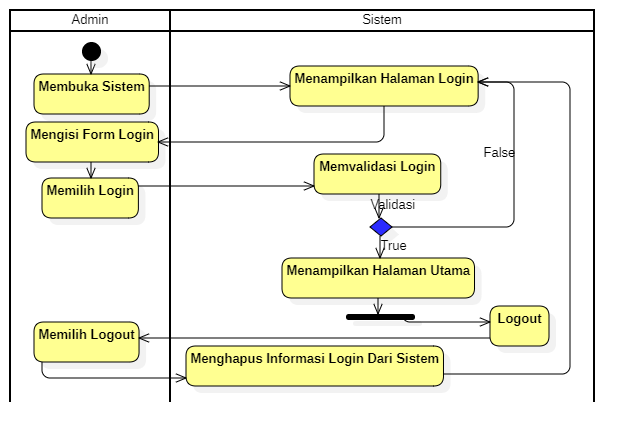 Admin
Sistem
Membuka Sistem
Menampilkan Halaman Login
Mengisi Form Login
False
Memvalidasi Login
Memilih Login
Validasi
True
Menampilkan Halaman Utama
Logout
Memilih Logout
Menghapus Informasi Login Dari Sistem